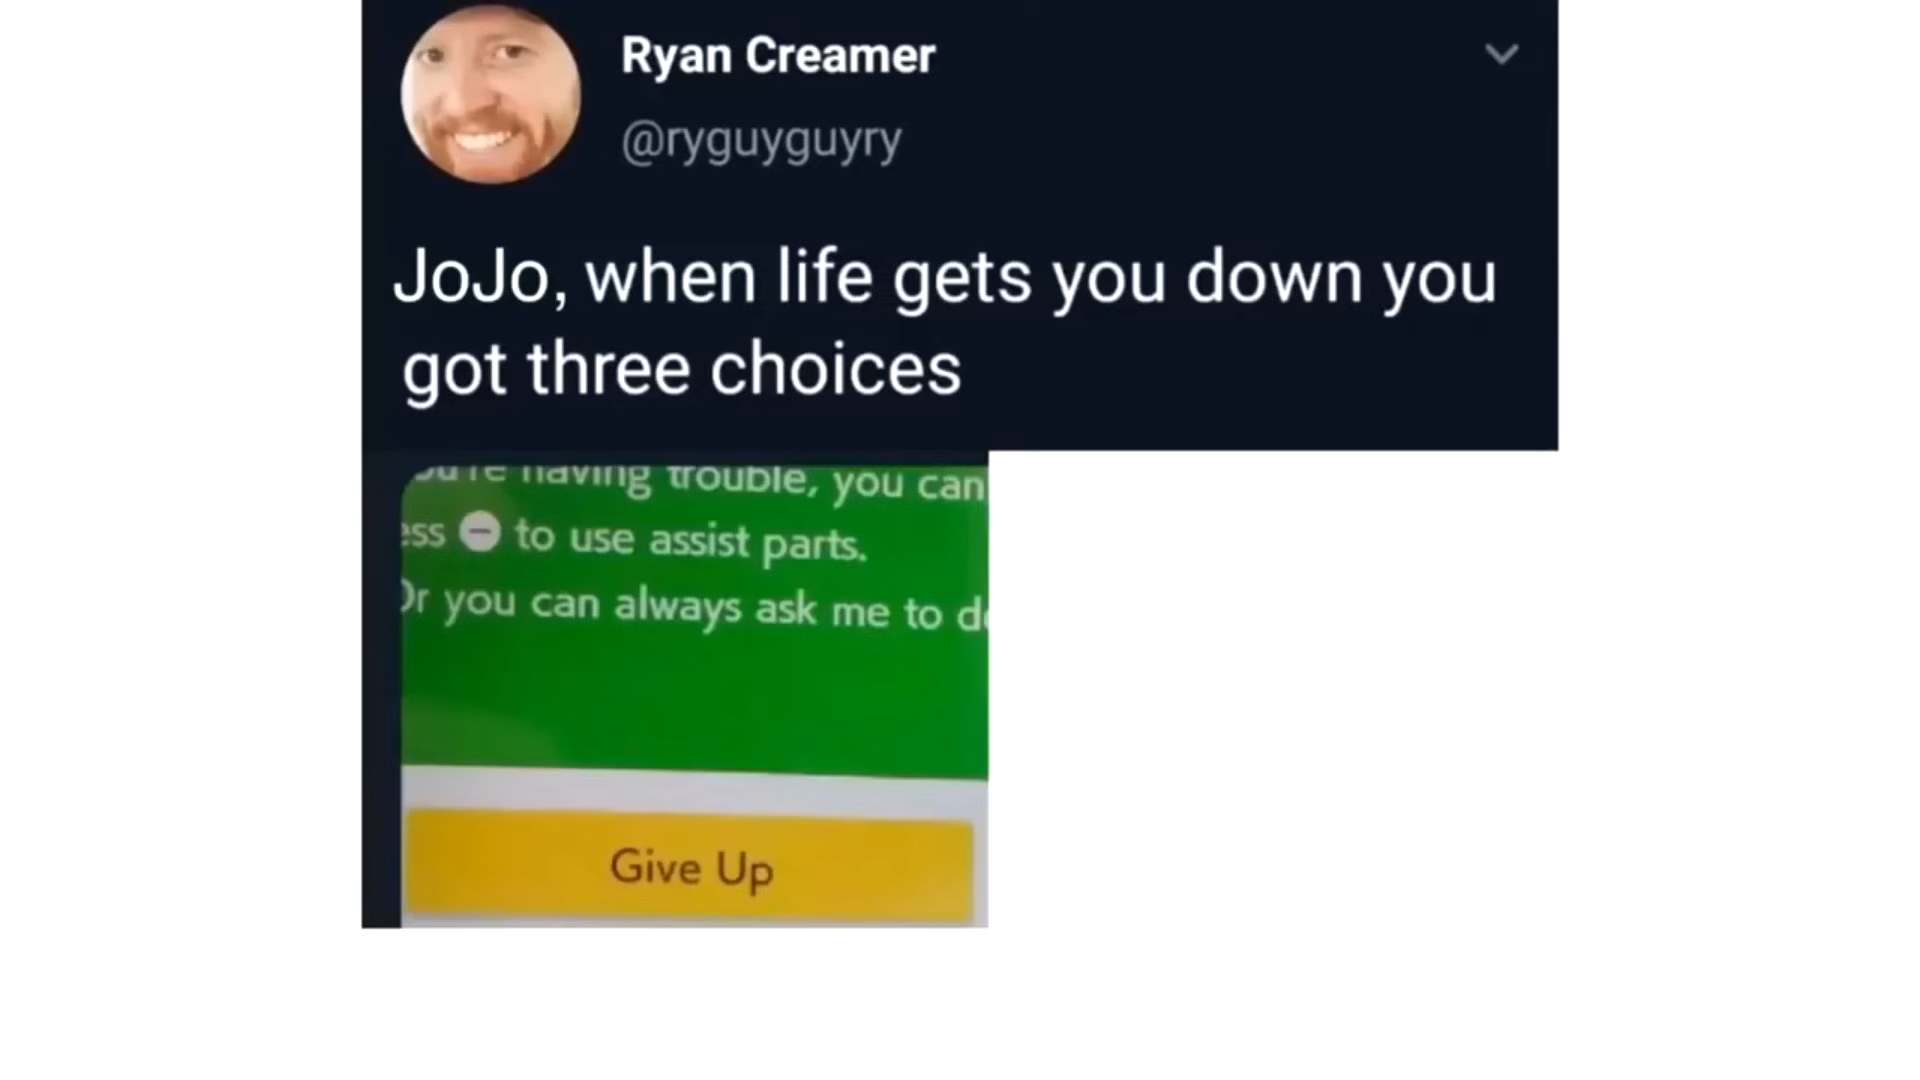 Ryan Creamer
@ryguyguyry
JoJo, when life gets you down you
got three choices
having trouble, you can
to use assist parts.
you can always ask me to
Give Up